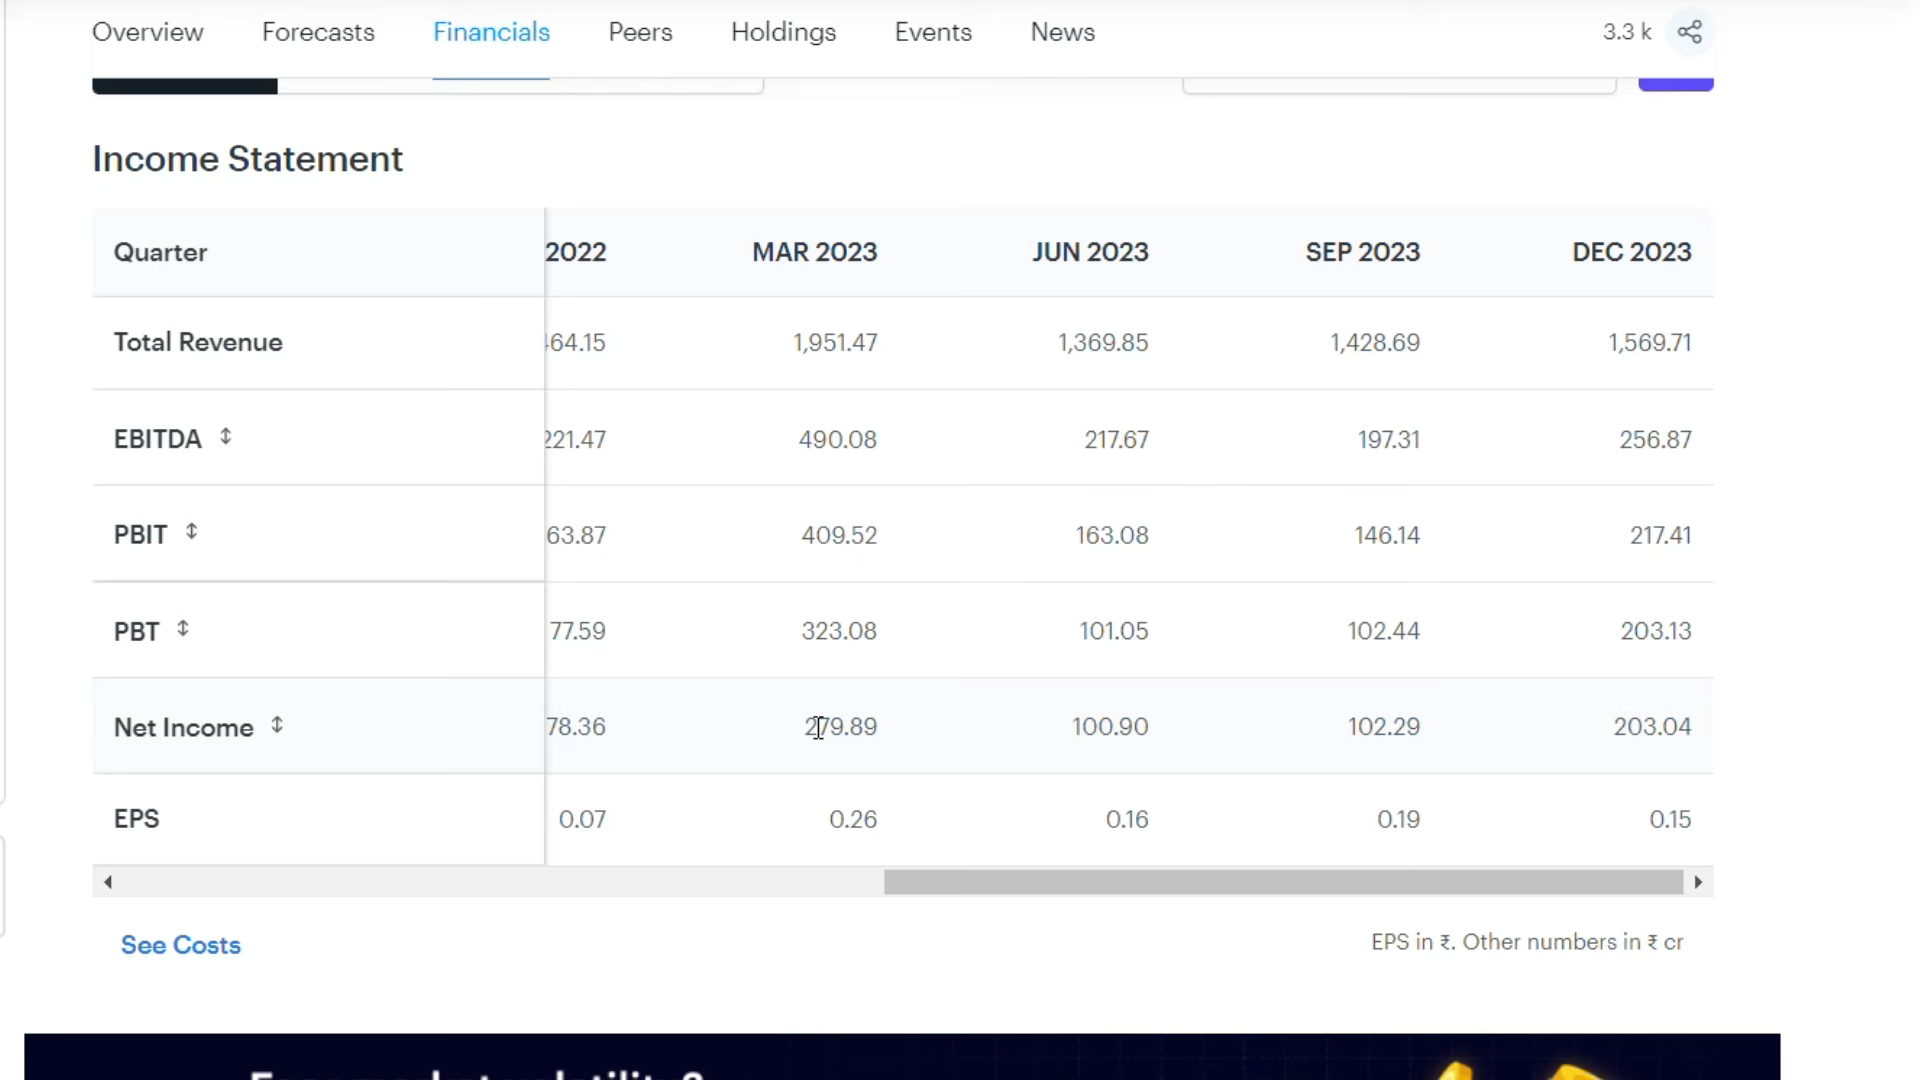 Overview Forecasts Financials Peers Holdings Events News 3.3 k
Income Statement
Quarter 2022 MAR 2023 JUN 2023 SEP 2023 DEC 2023
Total Revenue 464.15 1,951.47 1,369.85 1,428.69 1,569.71
EBITDA 221.47 490.08 217.67 197.31 256.87
PBIT 63.87 409.52 163.08 146.14 217.41
PBT 77.59 323.08 101.05 102.44 203.13
Net Income 78.36 279.89 100.90 102.29 203.04
EPS 0.07 0.26 0.16 0.19 0.15
See Costs EPS in ₹. Other numbers in ₹ cr